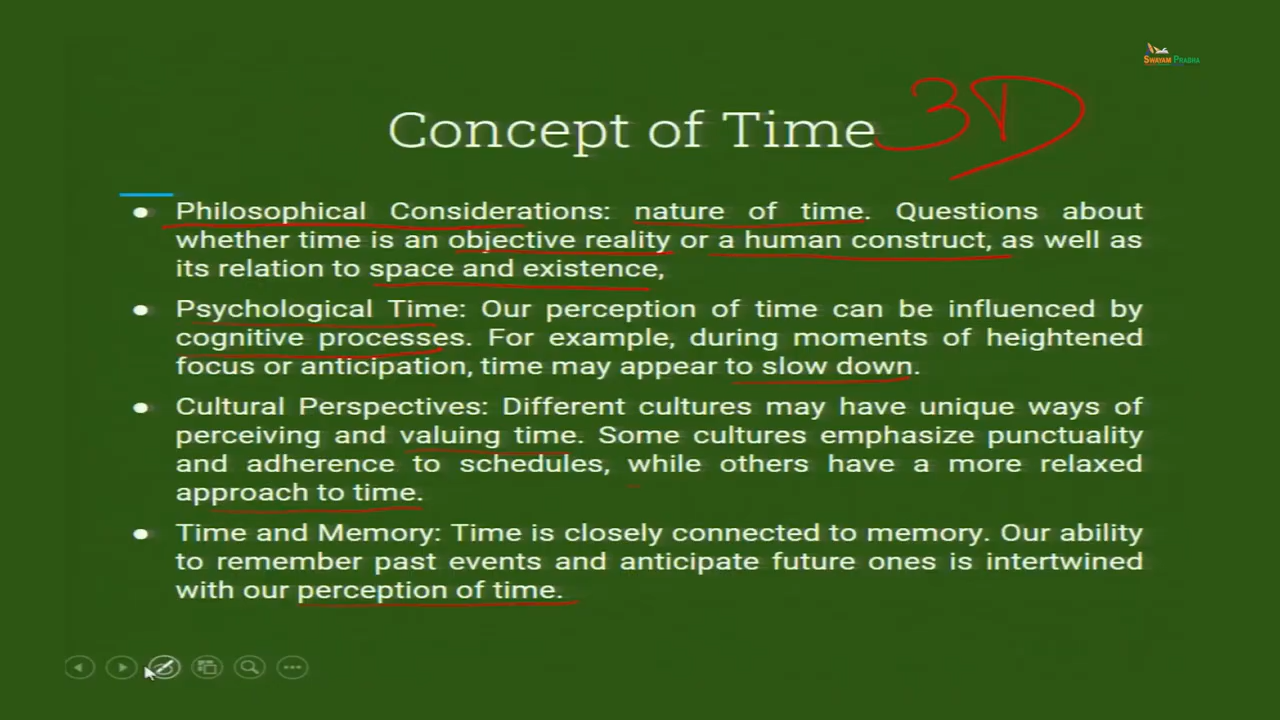 SWAYAM PRABHA
Concept of Time 3D
● Philosophical Considerations: nature of time. Questions about
whether time is an objective reality or a human construct, as well as
its relation to space and existence,
● Psychological Time: Our perception of time can be influenced by
cognitive processes. For example, during moments of heightened
focus or anticipation, time may appear to slow down.
● Cultural Perspectives: Different cultures may have unique ways of
perceiving and valuing time. Some cultures emphasize punctuality
and adherence to schedules, while others have a more relaxed
approach to time.
● Time and Memory: Time is closely connected to memory. Our ability
to remember past events and anticipate future ones is intertwined
with our perception of time.